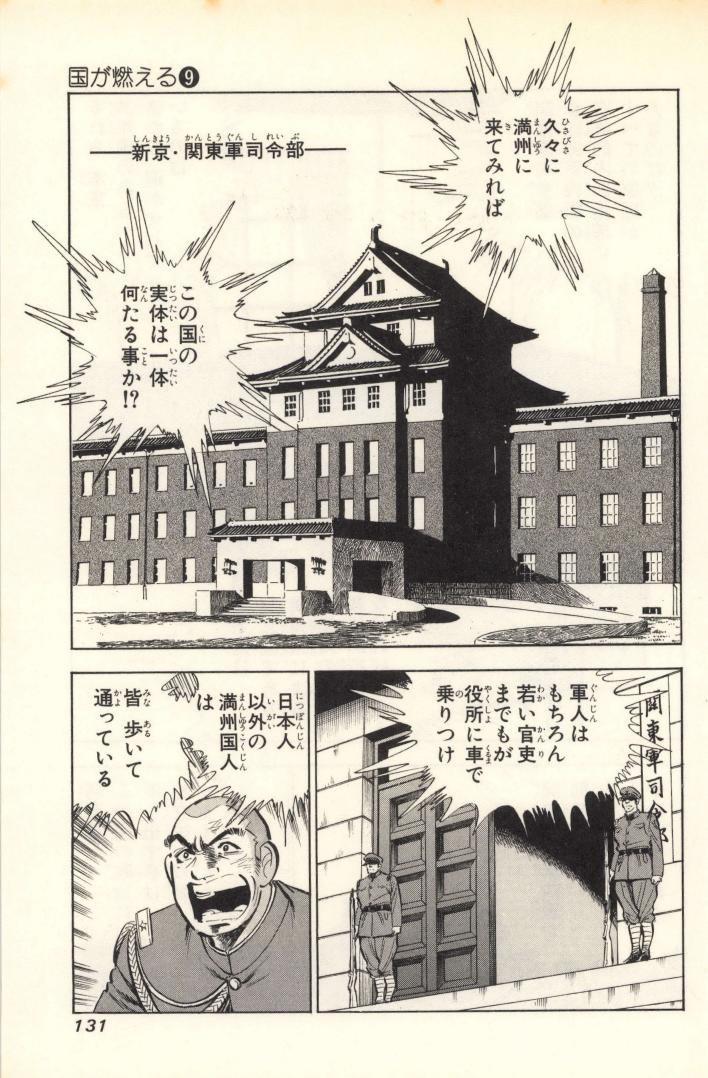 国が燃える❾
―新京・関東軍司令部―
久々に
満州に
来てみれば
この国の
実体は一体
何たる事か!?
軍人は
もちろん
若い官吏
までもが
役所に車で
乗りつけ
関東軍司令部
日本人
以外の
満州国人
は
皆 歩いて
通っている
131